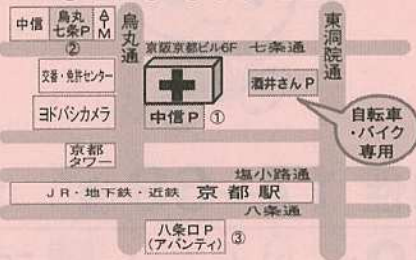 中信
烏丸
七条P
ATM
②
烏丸通
東洞院通
京阪京都ビル6F
七条通
交番・免許センター
ヨドバシカメラ
中信P ①
酒井さんP
自転車
・バイク
専用
京都
タワー
塩小路通
JR・地下鉄・近鉄 京都駅
八条通
八条口P
(アバンティ)
③